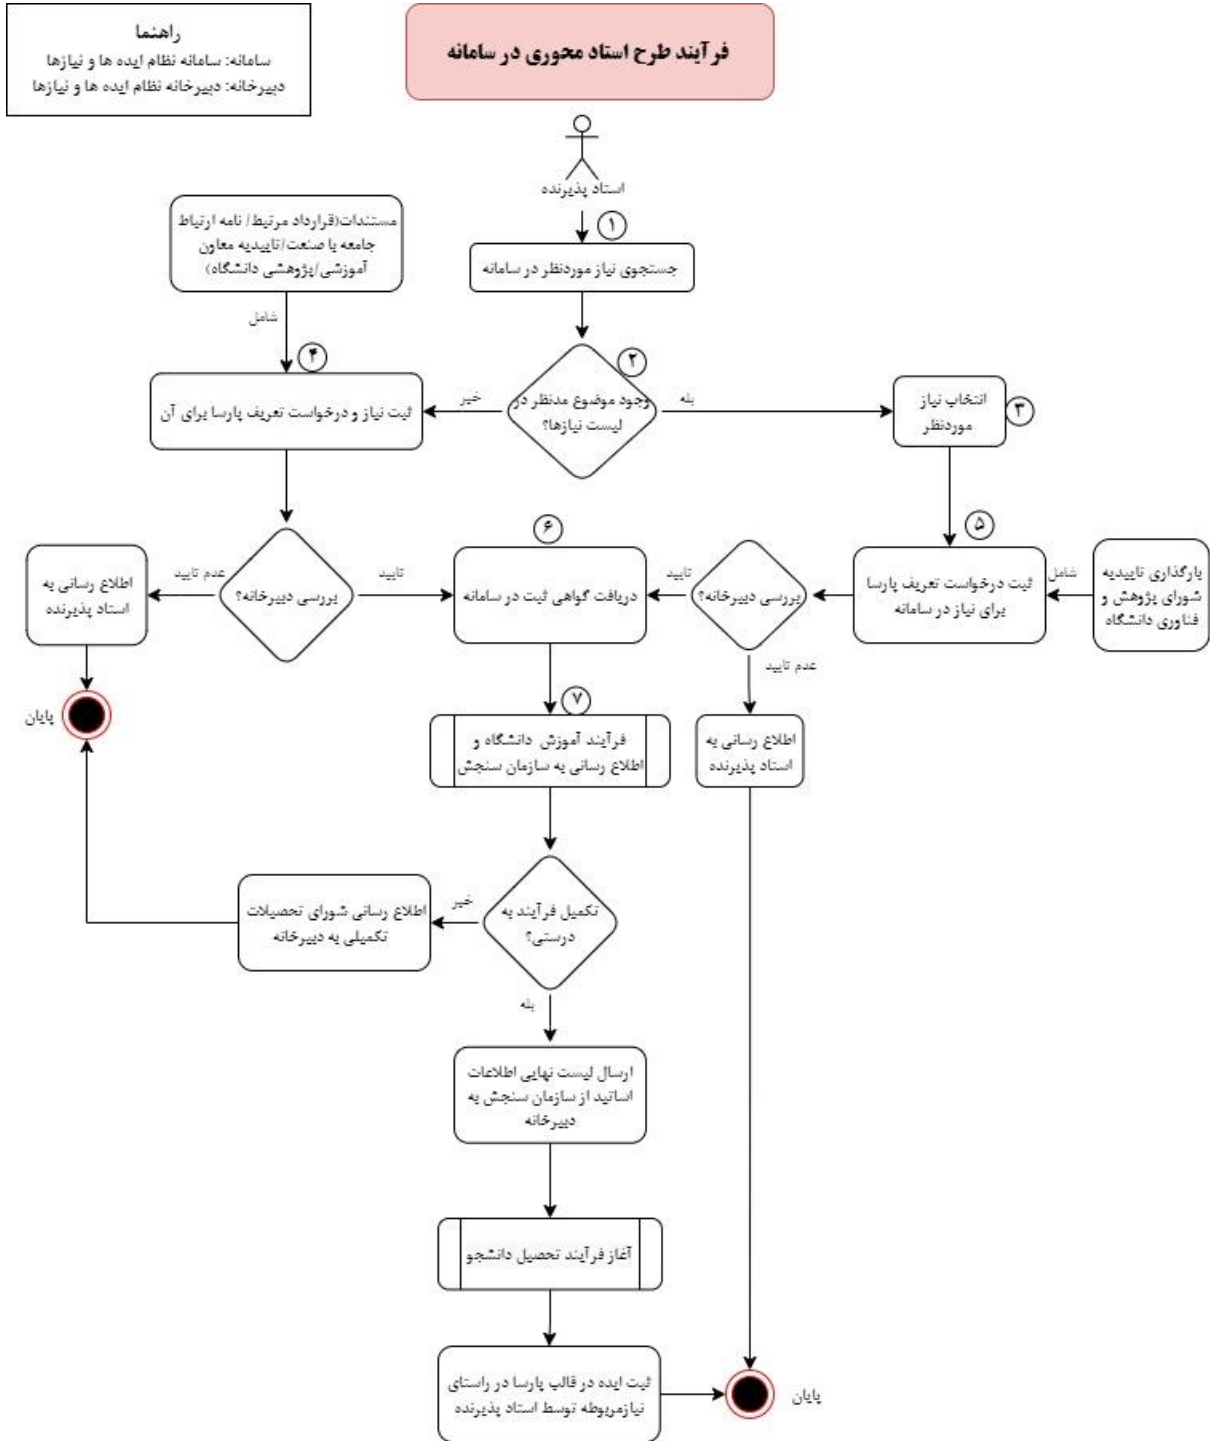 راهنما
سامانه: سامانه نظام ایده ها و نیازها
دبیرخانه: دبیرخانه نظام ایده ها و نیازها
فرآیند طرح استاد محوری در سامانه
استاد پذیرنده
۱
جستجوی نیاز موردنظر در سامانه
مستندات(قرارداد مرتبط/ نامه ارتباط
جامعه یا صنعت/تاییدیه معاون
آموزشی/پژوهشی دانشگاه)
شامل
۲
وجود موضوع مدنظر در
لیست نیازها؟
بله
خیر
۳
انتخاب نیاز
موردنظر
۴
ثبت نیاز و درخواست تعریف پارسا برای آن
۵
ثبت درخواست تعریف پارسا
برای نیاز در سامانه
شامل
بارگذاری تاییدیه
شورای پژوهش و
فناوری دانشگاه
بررسی دبیرخانه؟
تایید
عدم تایید
اطلاع رسانی به
استاد پذیرنده
۶
دریافت گواهی ثبت در سامانه
بررسی دبیرخانه؟
تایید
عدم تایید
اطلاع رسانی به
استاد پذیرنده
پایان
۷
فرآیند آموزش دانشگاه و
اطلاع رسانی به سازمان سنجش
تکمیل فرآیند به
درستی؟
خیر
اطلاع رسانی شورای تحصیلات
تکمیلی به دبیرخانه
بله
ارسال لیست نهایی اطلاعات
اساتید از سازمان سنجش به
دبیرخانه
آغاز فرآیند تحصیل دانشجو
ثبت ایده در قالب پارسا در راستای
نیازمربوطه توسط استاد پذیرنده
پایان